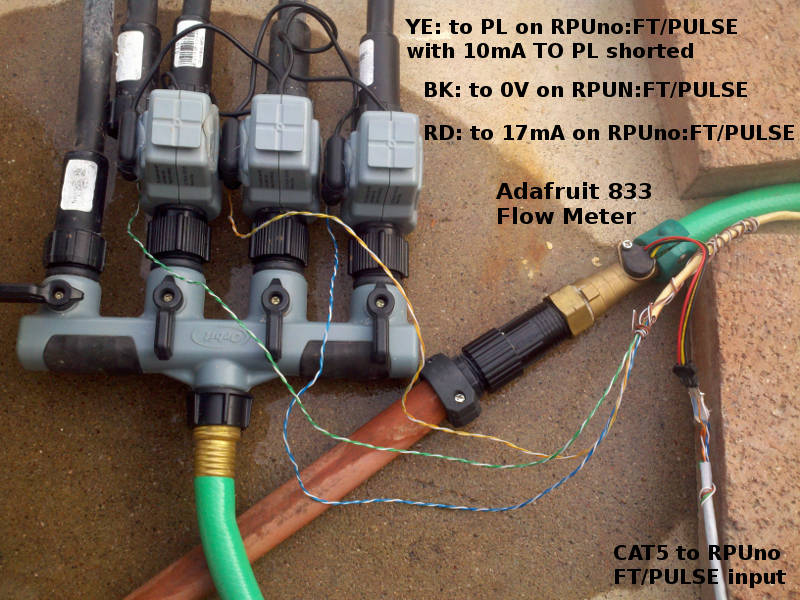 YE: to PL on RPUno:FT/PULSE
with 10mA TO PL shorted
BK: to 0V on RPUN:FT/PULSE
RD: to 17mA on RPUno:FT/PULSE
Adafruit 833
Flow Meter
Orbit
CAT5 to RPUno
FT/PULSE input